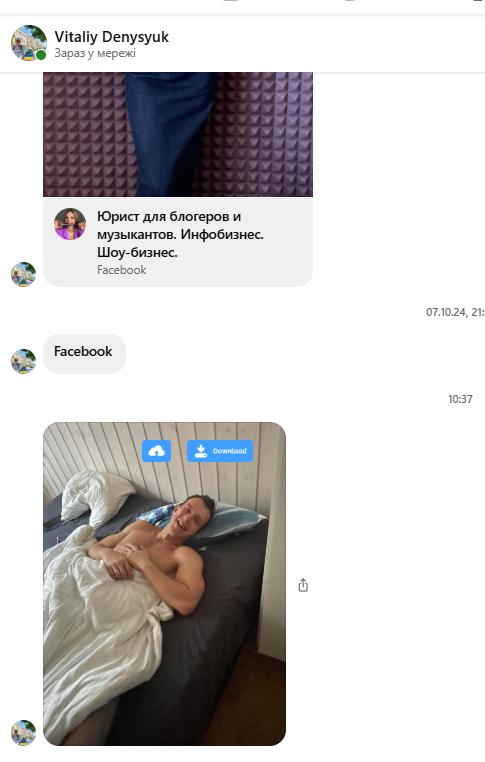 Vitaliy Denysyuk
Зараз у мережі
Юрист для блогеров и
музыкантов. Инфобизнес.
Шоу-бизнес.
Facebook
07.10.24, 21:
Facebook
10:37
Download